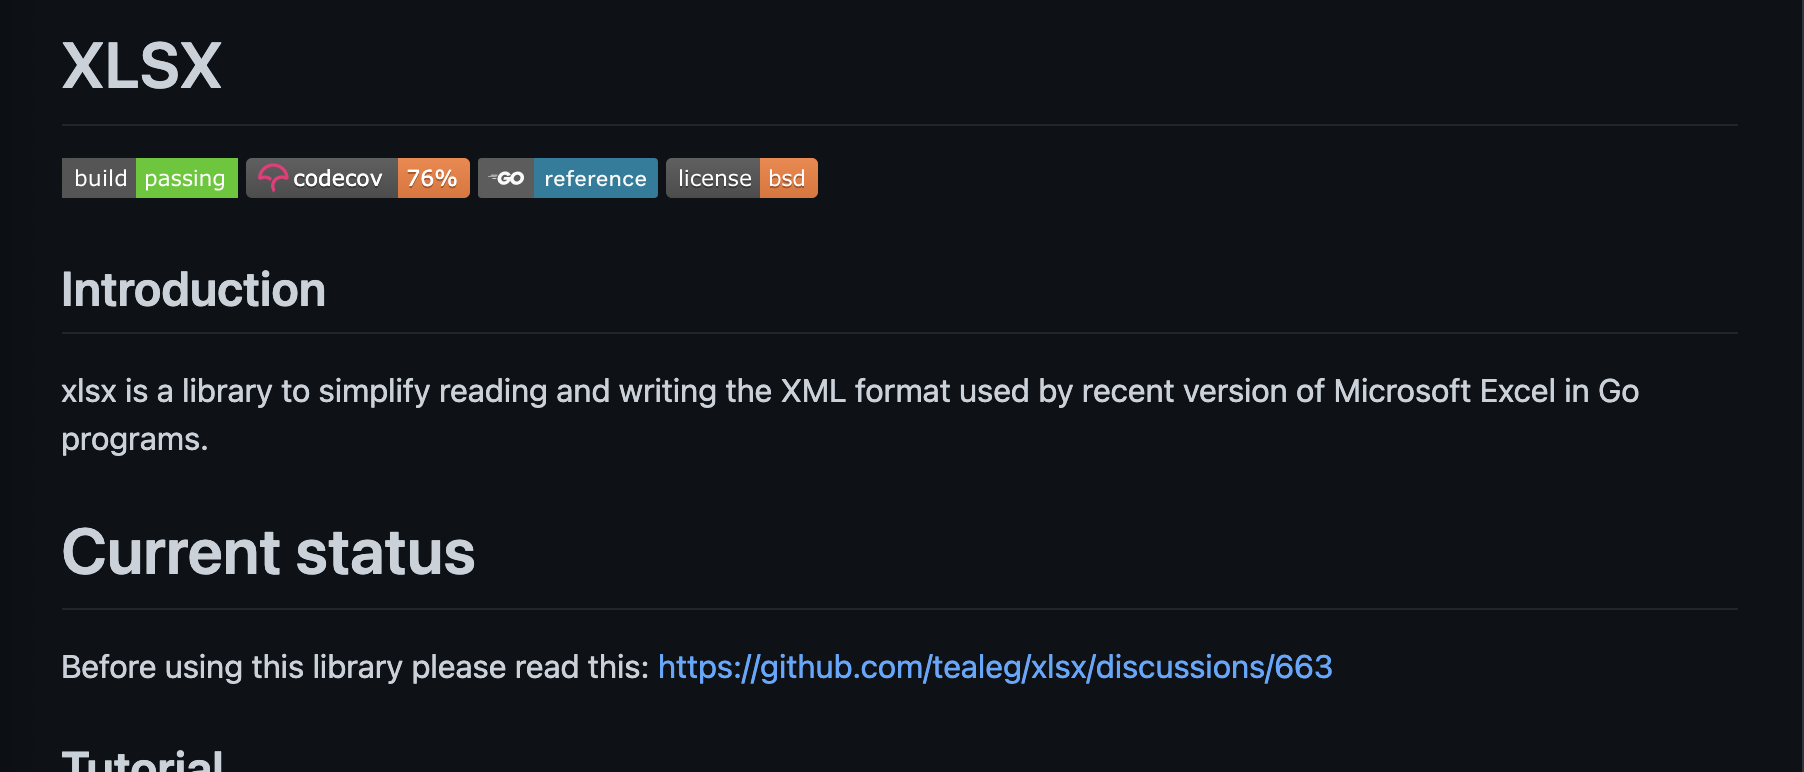 XLSX
build passing codecov 76% GO reference license bsd
Introduction
xlsx is a library to simplify reading and writing the XML format used by recent version of Microsoft Excel in Go
programs.
Current status
Before using this library please read this: https://github.com/tealeg/xlsx/discussions/663
Tutorial